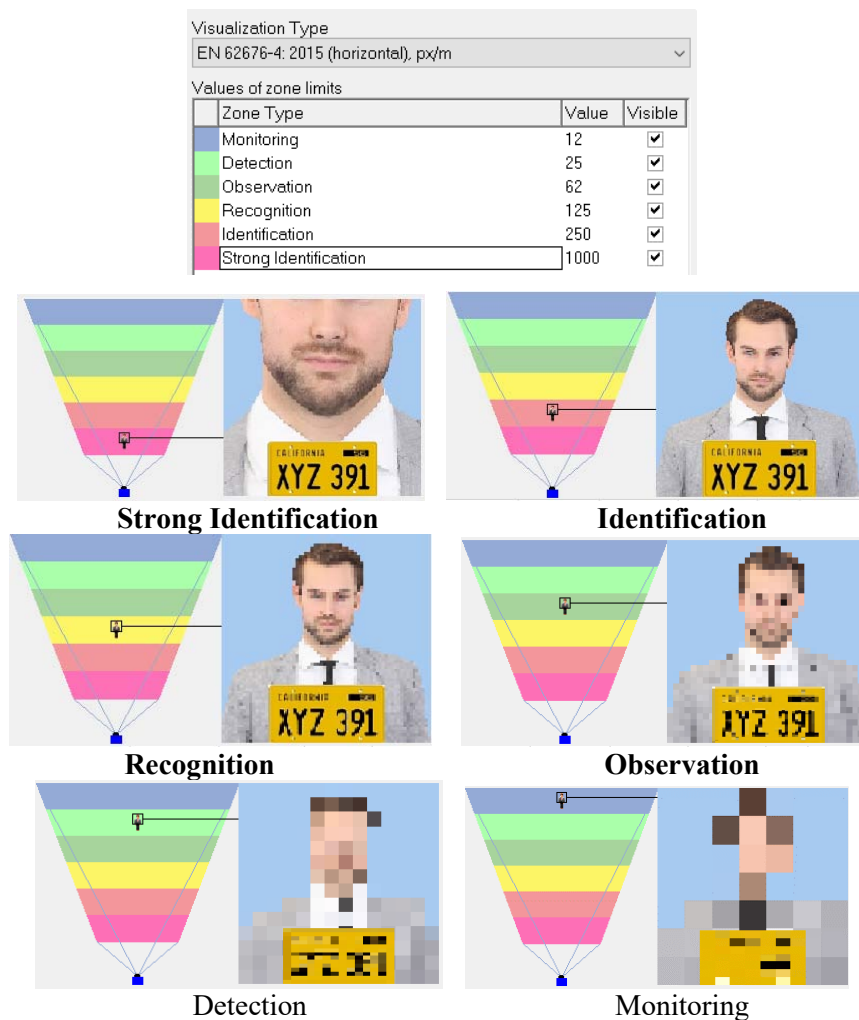 Visualization Type
EN 62676-4: 2015 (horizontal), px/m
Values of zone limits
Zone Type Value Visible
Monitoring 12
Detection 25
Observation 62
Recognition 125
Identification 250
Strong Identification 1000
CALIFORNIA
XYZ 391
CALIFORNIA
XYZ 391
Strong Identification Identification
CALIFORNIA
XYZ 391
XYZ 391
Recognition Observation
Detection Monitoring